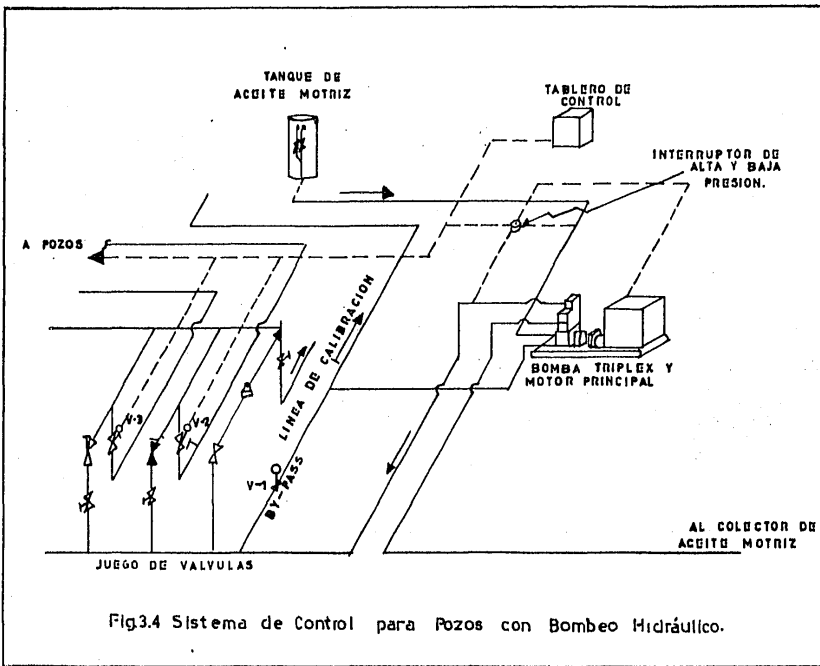 TANQUE DE
ACEITE MOTRIZ
TABLERO DE
CONTROL
INTERRUPTOR DE
ALTA Y BAJA
PRESION.
A POZOS
LINEA DE CALIBRACION
BOMBA TRIPLEX Y
MOTOR PRINCIPAL
V-3
V-2
V-1
BY-PASS
AL COLECTOR DE
ACEITE MOTRIZ
JUEGO DE VALVULAS
Fig.3.4 Sistema de Control para Pozos con Bombeo Hidráulico.